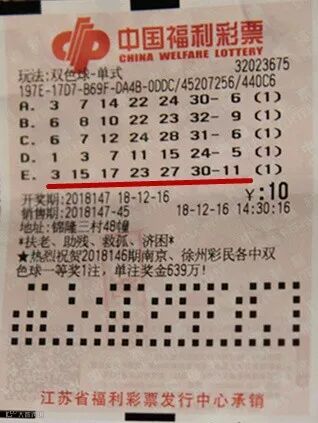 中国福利彩票
CHINA WELFARE LOTTERY
玩法:双色球-单式 32023675
197E-17D7-B69F-DA4B-0DDC/45207256/440C6
A. 3 7 14 22 24 30- 6 (1)
B. 6 7 14 22 28 32- 9 (1)
C. 6 7 12 24 28 31- 6 (1)
D. 1 3 7 11 15 24- 5 (1)
E. 3 15 17 23 27 30-11 (1)
开奖期:2018147 18-12-16 ¥:10
销售期:2018147-45 18-12-16 14:30:16
地址:锦隆三村48幢
*扶老、助残、救孤、济困*
★热烈祝贺2018146期南京、徐州彩民各中双
色球一等奖1注,单注奖金639万!
江苏省福利彩票发行中心承销